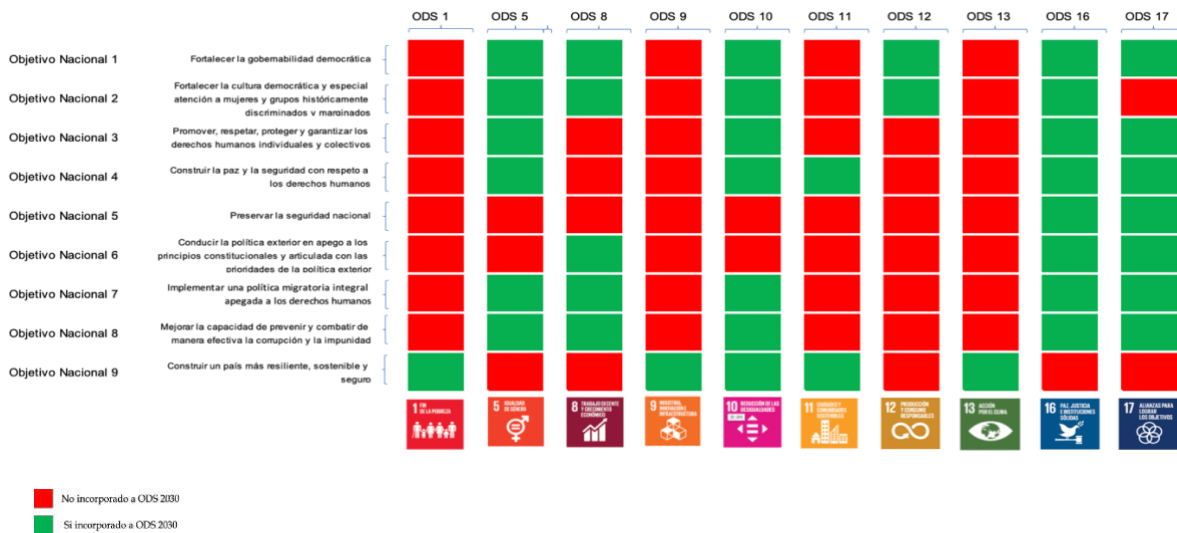 ODS 1 ODS 5 ODS 8 ODS 9 ODS 10 ODS 11 ODS 12 ODS 13 ODS 16 ODS 17
Objetivo Nacional 1
Fortalecer la gobernabilidad democrática
Objetivo Nacional 2
Fortalecer la cultura democrática y especial
atención a mujeres y grupos históricamente
discriminados y marginados
Objetivo Nacional 3
Promover, respetar, proteger y garantizar los
derechos humanos individuales y colectivos
Objetivo Nacional 4
Construir la paz y la seguridad con respeto a
los derechos humanos
Objetivo Nacional 5
Preservar la seguridad nacional
Objetivo Nacional 6
Conducir la política exterior en apego a los
principios constitucionales y articulada con las
prioridades de la política exterior
Objetivo Nacional 7
Implementar una política migratoria integral
apegada a los derechos humanos
Objetivo Nacional 8
Mejorar la capacidad de prevenir y combatir de
manera efectiva la corrupción y la impunidad
Objetivo Nacional 9
Construir un país más resiliente, sostenible y
seguro
1 FIN
DE LA POBREZA
5 IGUALDAD
DE GÉNERO
8 TRABAJO DECENTE
Y CRECIMIENTO
ECONÓMICO
9 INDUSTRIA,
INNOVACIÓN E
INFRAESTRUCTURA
10 REDUCCIÓN DE LAS
DESIGUALDADES
11 CIUDADES Y
COMUNIDADES
SOSTENIBLES
12 PRODUCCIÓN
Y CONSUMO
RESPONSABLES
13 ACCIÓN
POR EL CLIMA
16 PAZ, JUSTICIA
E INSTITUCIONES
SÓLIDAS
17 ALIANZAS PARA
LOGRAR
LOS OBJETIVOS
No incorporado a ODS 2030
Si incorporado a ODS 2030